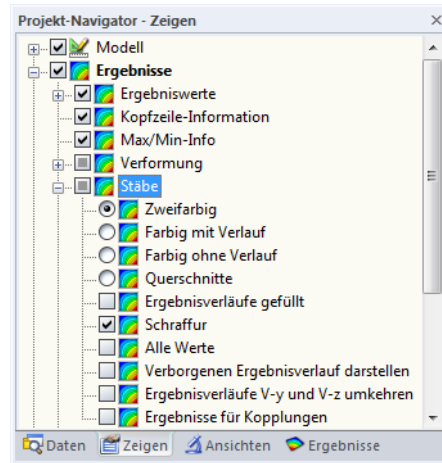 Projekt-Navigator - Zeigen
Modell
Ergebnisse
Ergebniswerte
Kopfzeile-Information
Max/Min-Info
Verformung
Stäbe
Zweifarbig
Farbig mit Verlauf
Farbig ohne Verlauf
Querschnitte
Ergebnisverläufe gefüllt
Schraffur
Alle Werte
Verborgenen Ergebnisverlauf darstellen
Ergebnisverläufe V-y und V-z umkehren
Ergebnisse für Kopplungen
Daten Zeigen Ansichten Ergebnisse